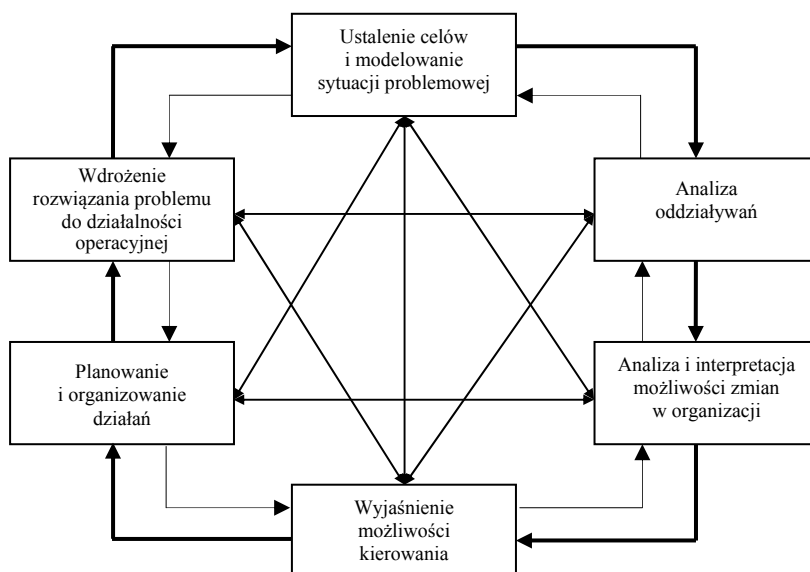 Ustalenie celów
i modelowanie
sytuacji problemowej
Analiza
oddziaływań
Analiza i interpretacja
możliwości zmian
w organizacji
Wyjaśnienie
możliwości
kierowania
Planowanie
i organizowanie
działań
Wdrożenie
rozwiązania problemu
do działalności
operacyjnej